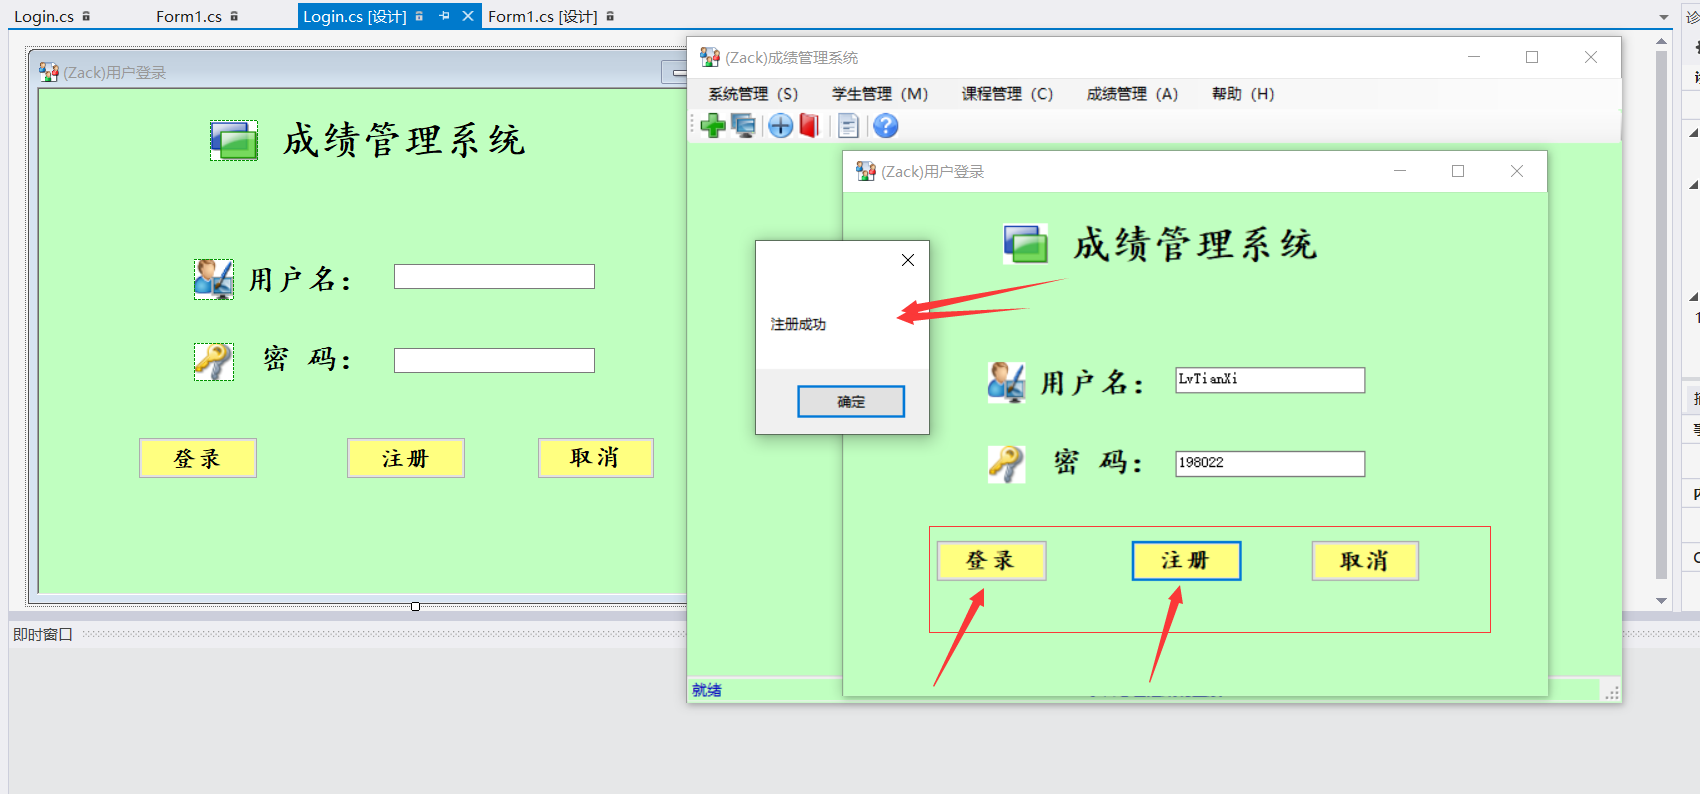 Login.cs
Form1.cs
Login.cs [设计]
Form1.cs [设计]
(Zack)用户登录
成绩管理系统
用户名：
密 码：
登录
注册
取消
即时窗口
(Zack)成绩管理系统
系统管理（S） 学生管理（M） 课程管理（C） 成绩管理（A） 帮助（H）
(Zack)用户登录
成绩管理系统
注册成功
确定
用户名：
LvTianXi
密 码：
198022
登录
注册
取消
就绪